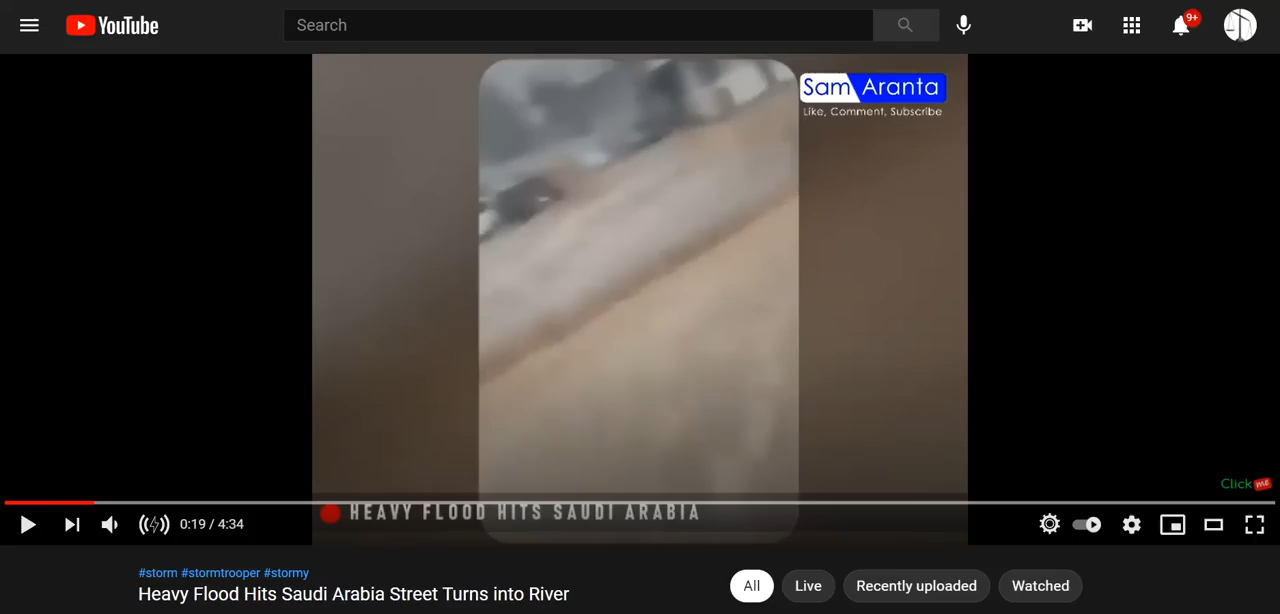 YouTube
Search
9+
Sam Aranta
Like, Comment, Subscribe
Click me
HEAVY FLOOD HITS SAUDI ARABIA
0:19 / 4:34
#storm #stormtrooper #stormy
Heavy Flood Hits Saudi Arabia Street Turns into River
All Live Recently uploaded Watched